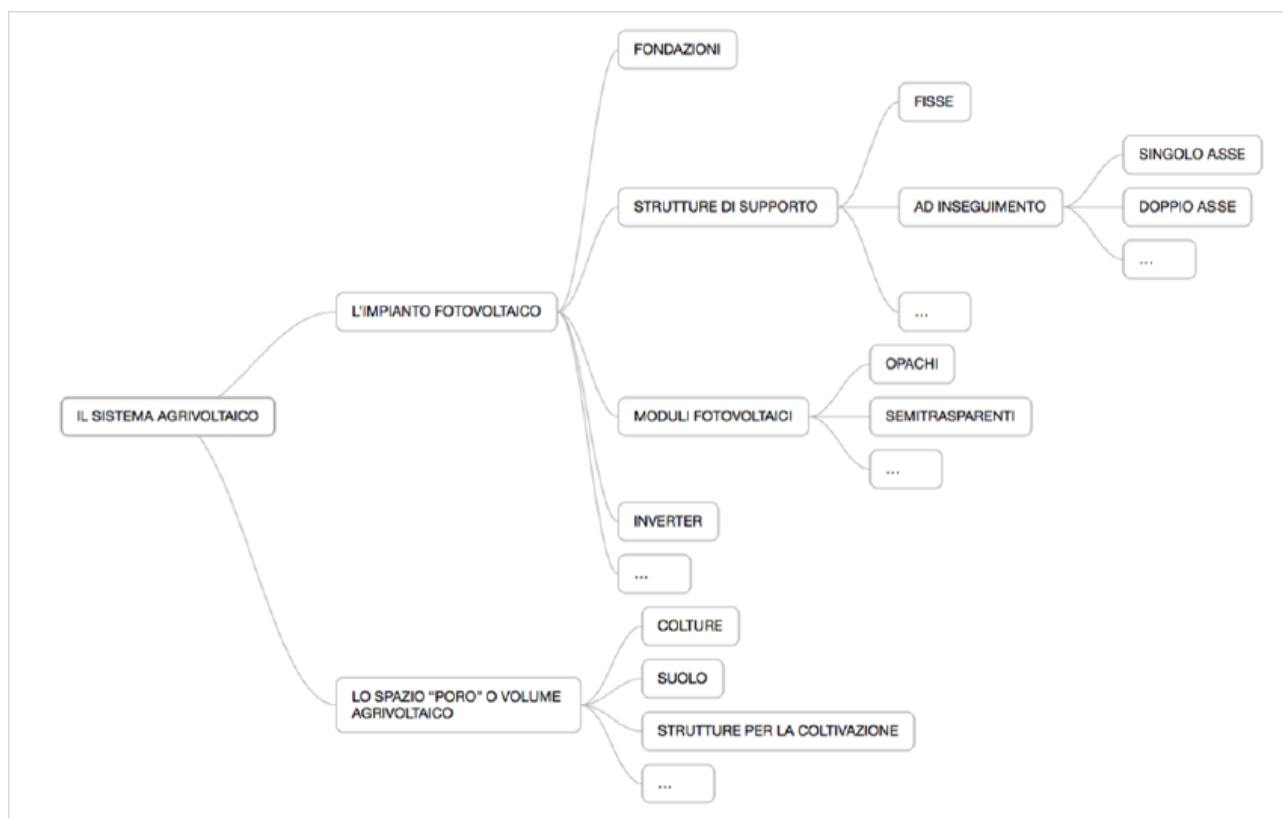 FONDAZIONI
FISSE
SINGOLO ASSE
STRUTTURE DI SUPPORTO
AD INSEGUIMENTO
DOPPIO ASSE
...
L'IMPIANTO FOTOVOLTAICO
...
OPACHI
IL SISTEMA AGRIVOLTAICO
MODULI FOTOVOLTAICI
SEMITRASPARENTI
...
INVERTER
...
COLTURE
SUOLO
LO SPAZIO "PORO" O VOLUME
AGRIVOLTAICO
STRUTTURE PER LA COLTIVAZIONE
...